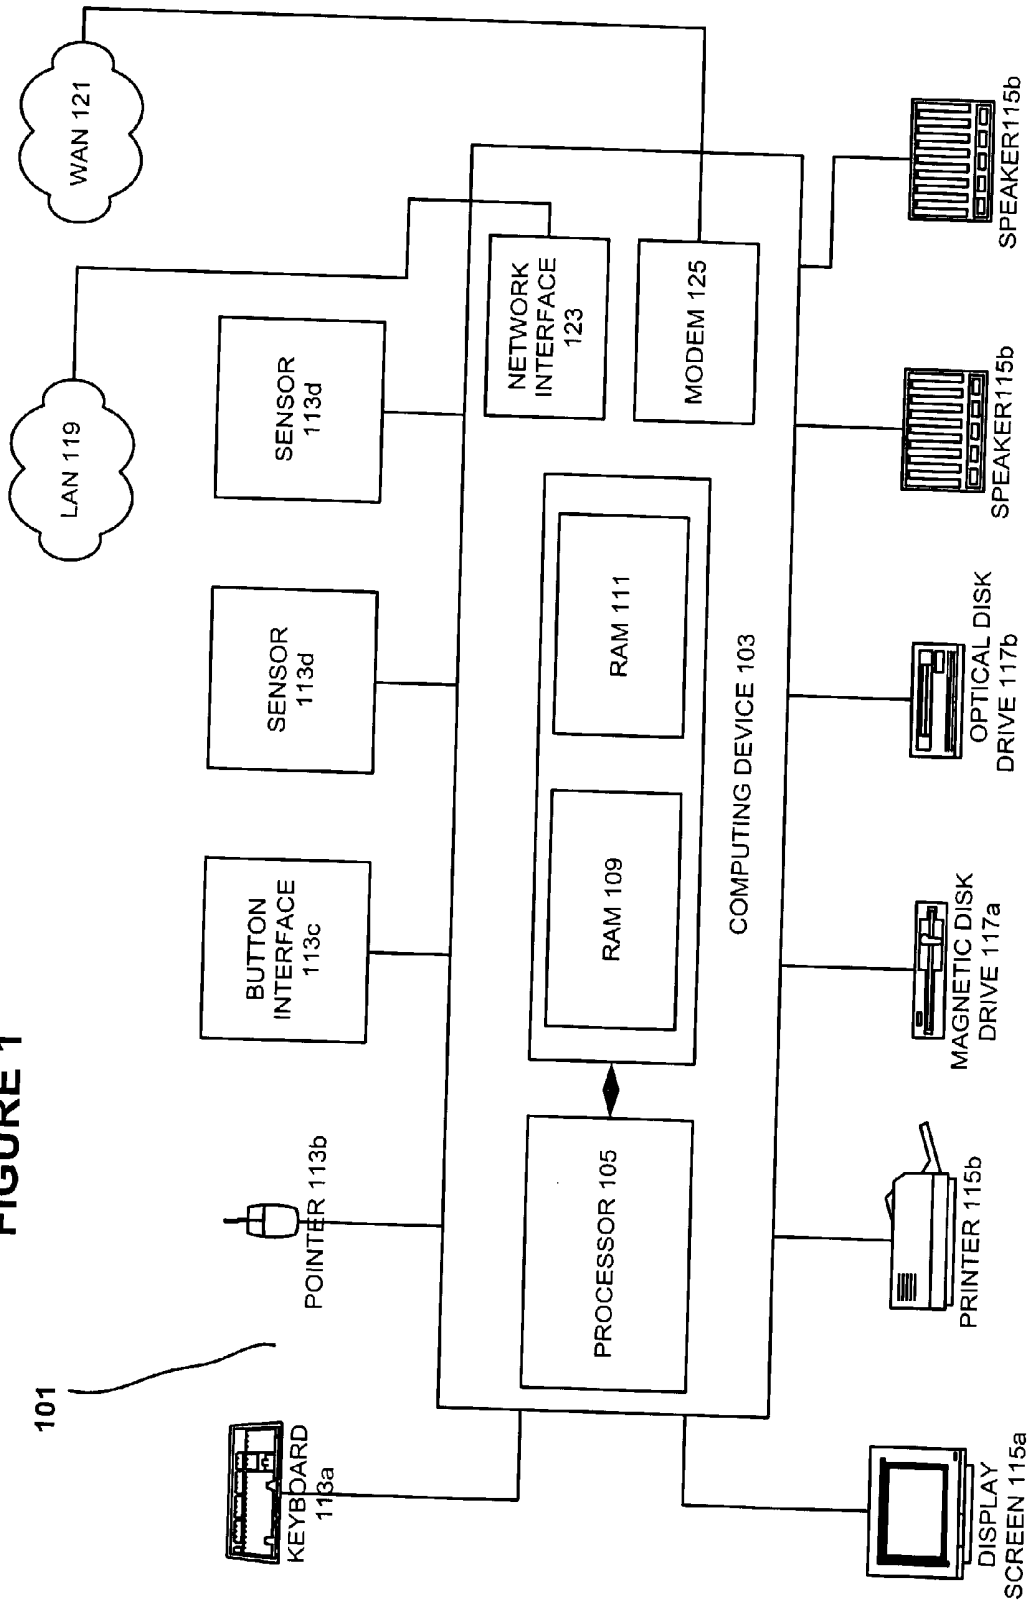 FIGURE 1
101
KEYBOARD
113a
POINTER 113b
BUTTON
INTERFACE
113c
SENSOR
113d
SENSOR
113d
LAN 119
WAN 121
NETWORK
INTERFACE
123
MODEM 125
PROCESSOR 105
RAM 109
RAM 111
COMPUTING DEVICE 103
DISPLAY
SCREEN 115a
PRINTER 115b
MAGNETIC DISK
DRIVE 117a
OPTICAL DISK
DRIVE 117b
SPEAKER115b
SPEAKER115b